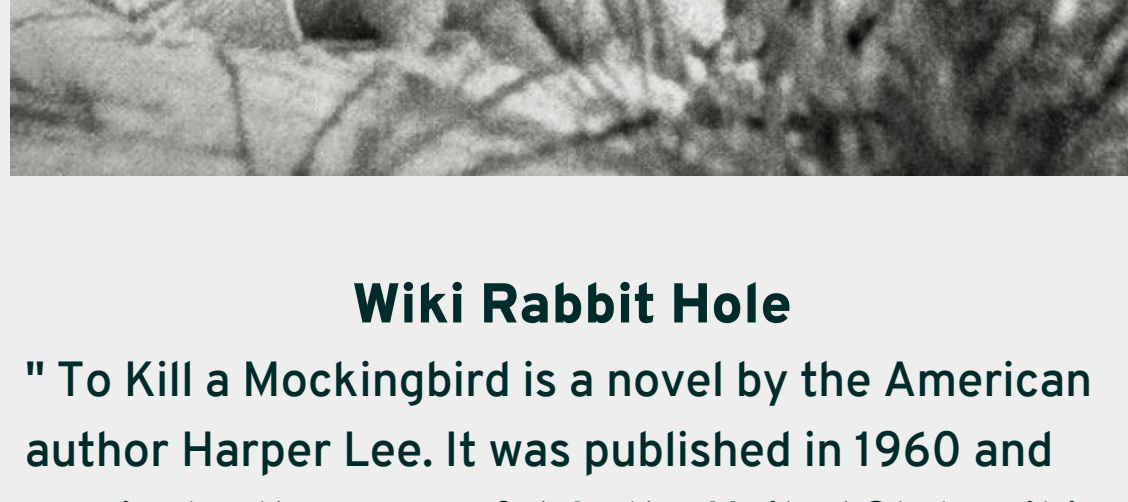 Wiki Rabbit Hole
" To Kill a Mockingbird is a novel by the American
author Harper Lee. It was published in 1960 and